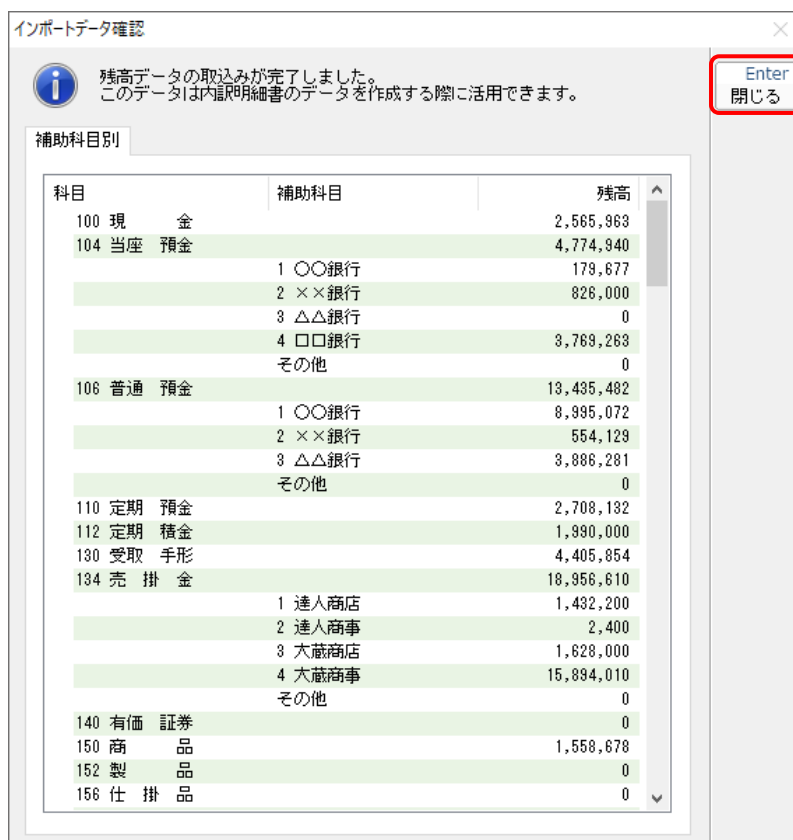 インポートデータ確認
残高データの取込みが完了しました。
このデータは内訳明細書のデータを作成する際に活用できます。
Enter
閉じる
補助科目別
科目 補助科目 残高
100 現 金 2,565,963
104 当座 預金 4,774,940
1 〇〇銀行 179,677
2 ××銀行 826,000
3 △△銀行 0
4 口口銀行 3,769,263
その他 0
106 普通 預金 13,435,482
1 〇〇銀行 8,995,072
2 ××銀行 554,129
3 △△銀行 3,886,281
その他 0
110 定期 預金 2,708,132
112 定期 積金 1,990,000
130 受取 手形 4,405,854
134 売 掛 金 18,956,610
1 達人商店 1,432,200
2 達人商事 2,400
3 大蔵商店 1,628,000
4 大蔵商事 15,894,010
その他 0
140 有価 証券 0
150 商 品 1,558,678
152 製 品 0
156 仕 掛 品 0